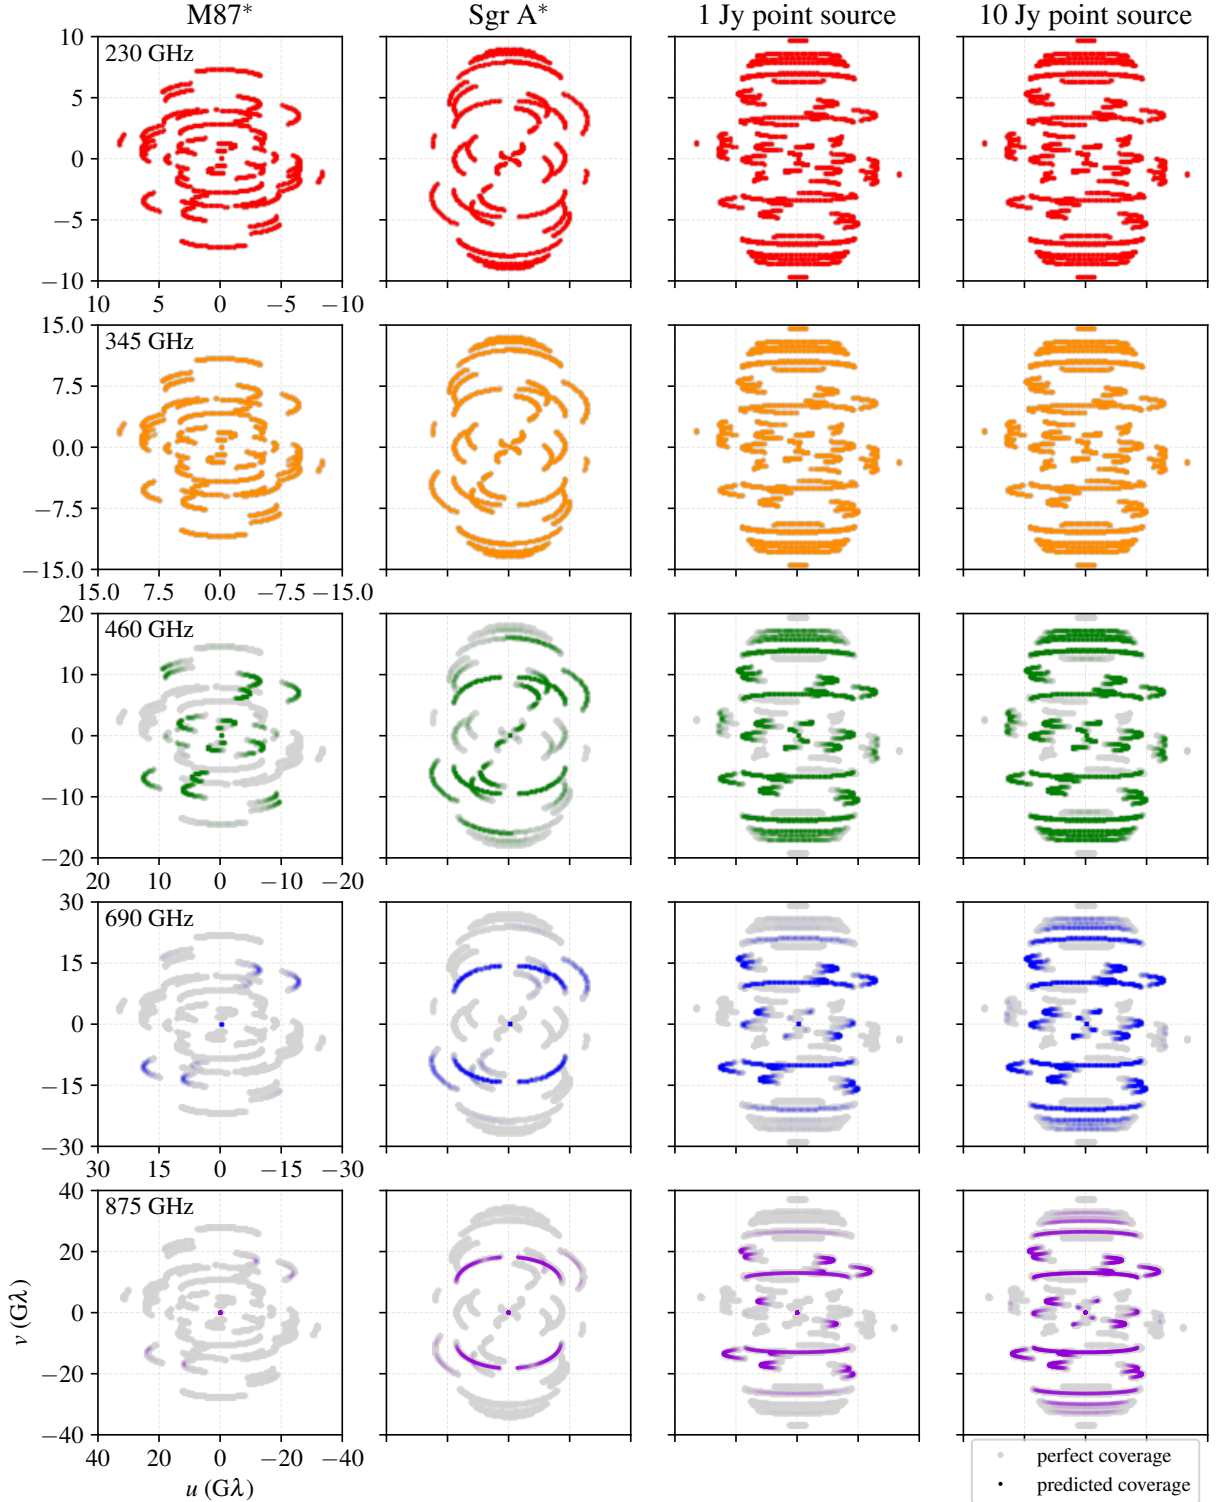 M87* Sgr A* 1 Jy point source 10 Jy point source
230 GHz
10
5
0
−5
−10
10 5 0 −5 −10
345 GHz
15.0
7.5
0.0
−7.5
−15.0
15.0 7.5 0.0 −7.5 −15.0
460 GHz
20
10
0
−10
−20
20 10 0 −10 −20
690 GHz
30
15
0
−15
−30
30 15 0 −15 −30
875 GHz
40
20
0
−20
−40
40 20 0 −20 −40
v (Gλ)
u (Gλ)
perfect coverage
predicted coverage